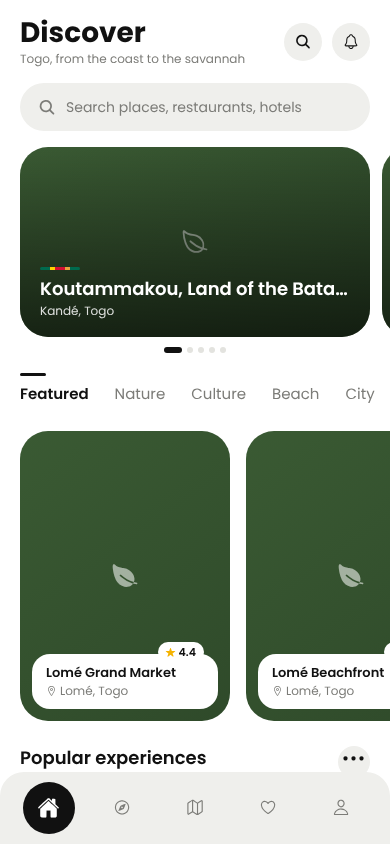 Discover
Togo, from the coast to the savannah
Search places, restaurants, hotels
Koutammakou, Land of the Bata...
Kandé, Togo
Featured Nature Culture Beach City
4.4
Lomé Grand Market
Lomé, Togo
Lomé Beachfront
Lomé, Togo
Popular experiences